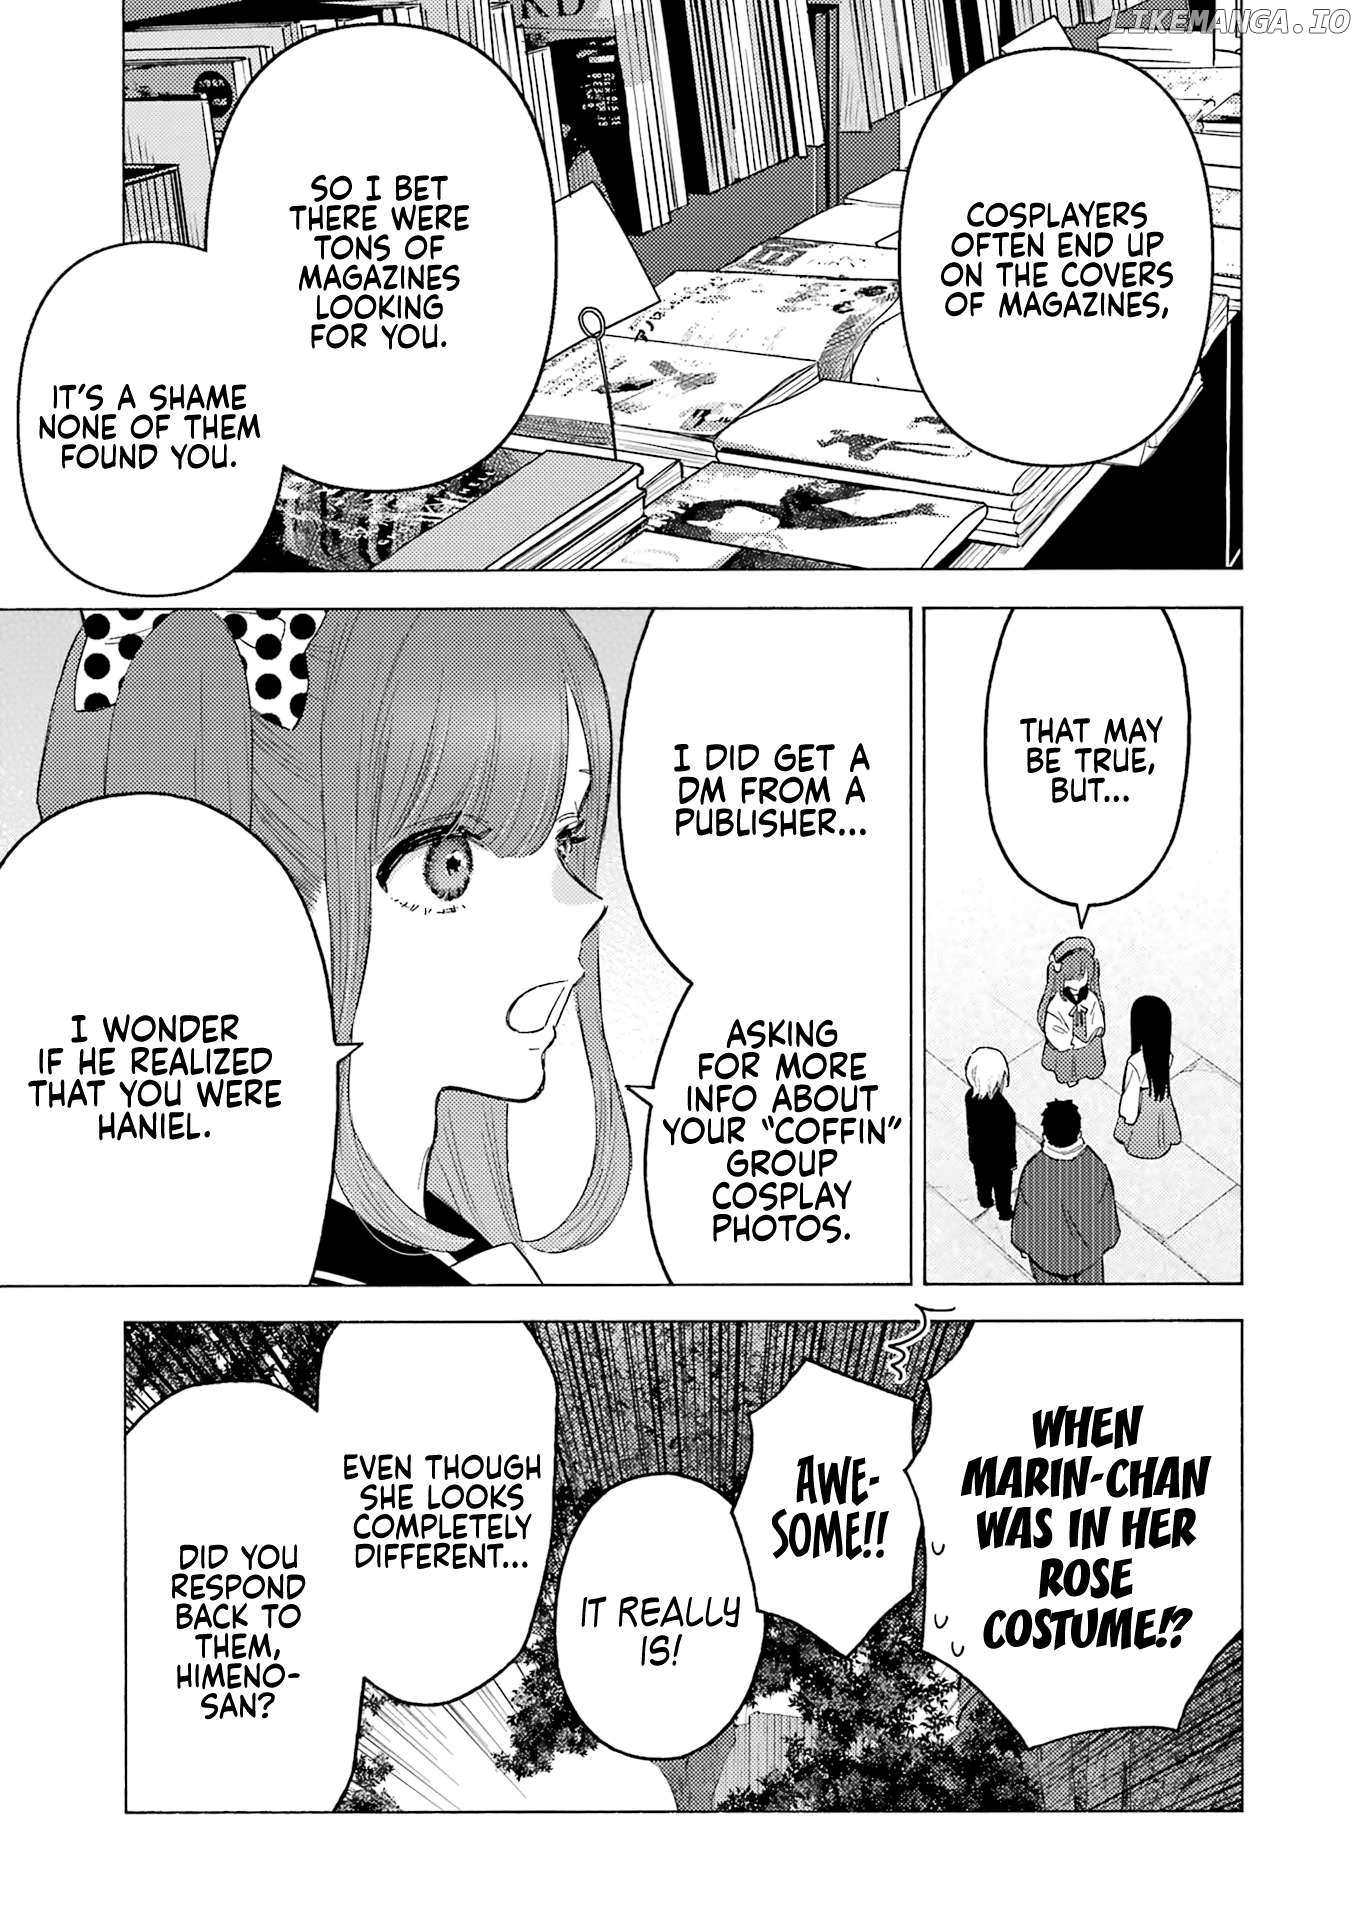 LIKEMANGA.IO
RD
COSPLAYERS
OFTEN END UP
ON THE COVERS
OF MAGAZINES,
SO I BET
THERE WERE
TONS OF
MAGAZINES
LOOKING
FOR YOU.
IT'S A SHAME
NONE OF THEM
FOUND YOU.
THAT MAY
BE TRUE,
BUT...
I DID GET A
DM FROM A
PUBLISHER...
ASKING
FOR MORE
INFO ABOUT
YOUR "COFFIN"
GROUP
COSPLAY
PHOTOS.
I WONDER
IF HE REALIZED
THAT YOU WERE
HANIEL.
WHEN
MARIN-CHAN
WAS IN HER
ROSE
COSTUME!?
AWE-
SOME!!
IT REALLY
IS!
EVEN THOUGH
SHE LOOKS
COMPLETELY
DIFFERENT...
DID YOU
RESPOND
BACK TO
THEM,
HIMENO-
SAN?